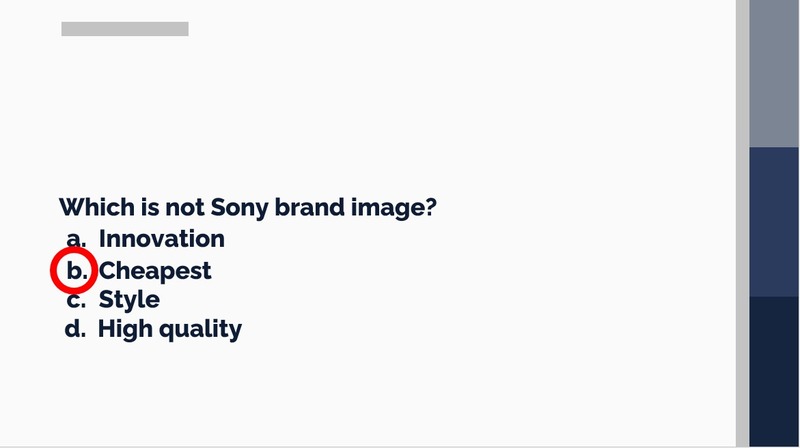 Which is not Sony brand image?
a. Innovation
b. Cheapest
c. Style
d. High quality